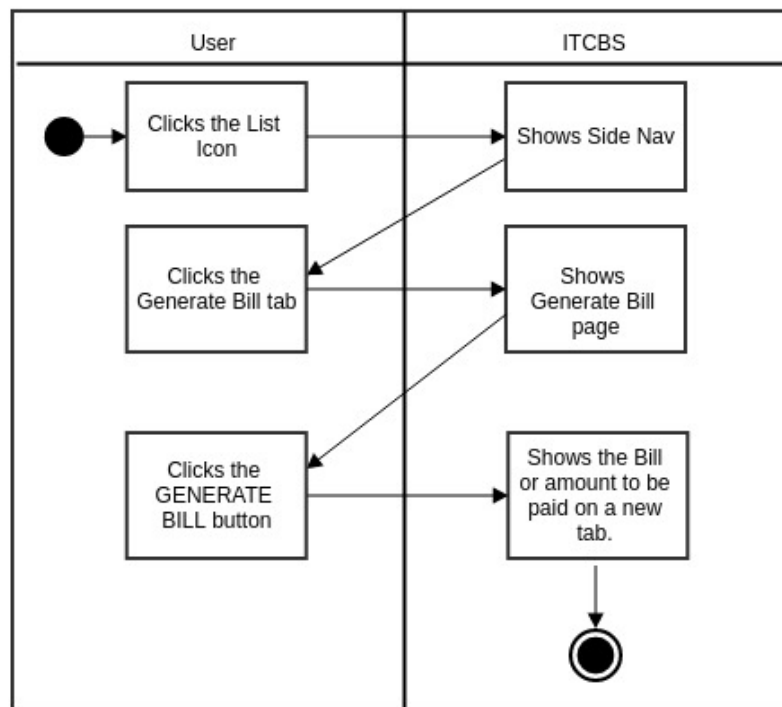 User
ITCBS
Clicks the List
Icon
Shows Side Nav
Clicks the
Generate Bill tab
Shows
Generate Bill
page
Clicks the
GENERATE
BILL button
Shows the Bill
or amount to be
paid on a new
tab.